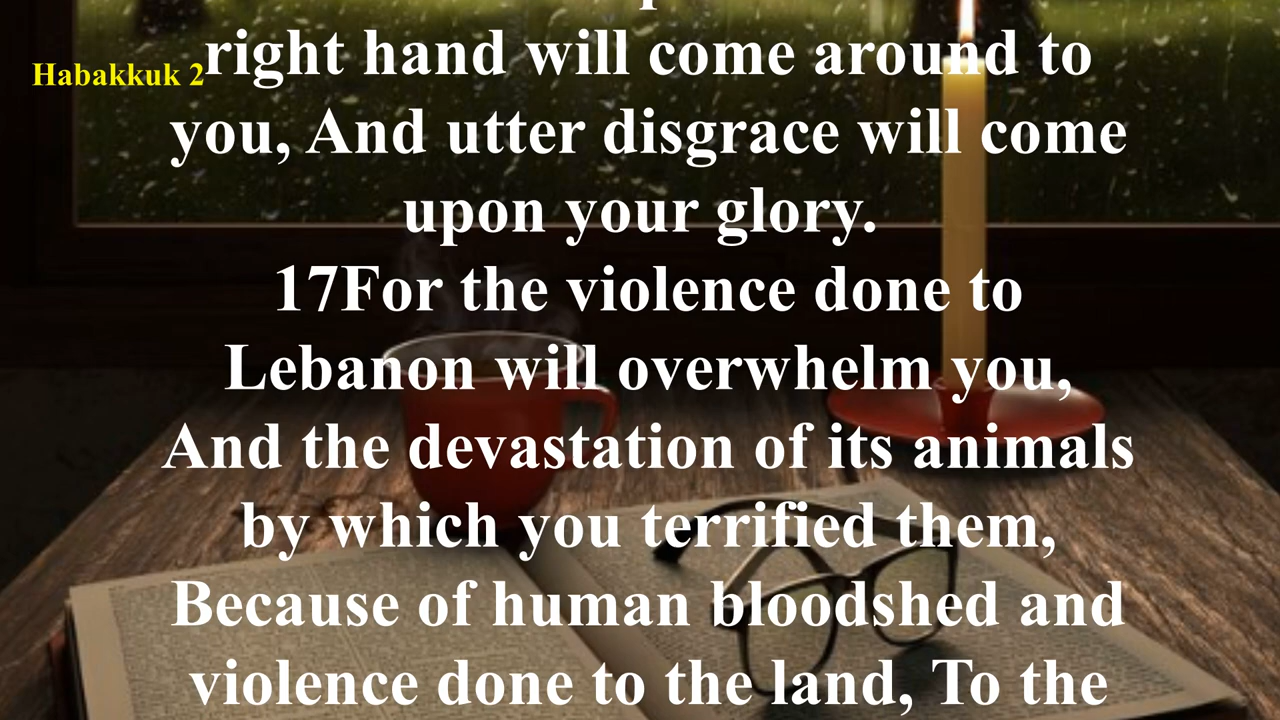 Habakkuk 2
right hand will come around to
you, And utter disgrace will come
upon your glory.
17For the violence done to
Lebanon will overwhelm you,
And the devastation of its animals
by which you terrified them,
Because of human bloodshed and
violence done to the land, To the